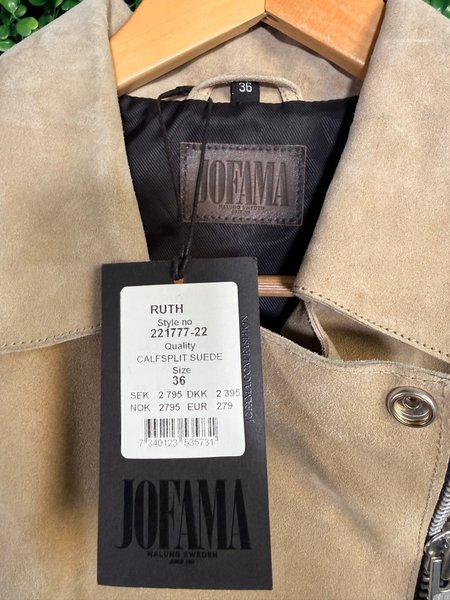 36
JOFAMA
MALUNG SWEDEN
RUTH
Style no
221777-22
Quality
CALFSPLIT SUEDE
Size
36
SEK 2 795 DKK 2 395
NOK 2795 EUR 279
7 340123 535731
JOFAMA
MALUNG SWEDEN